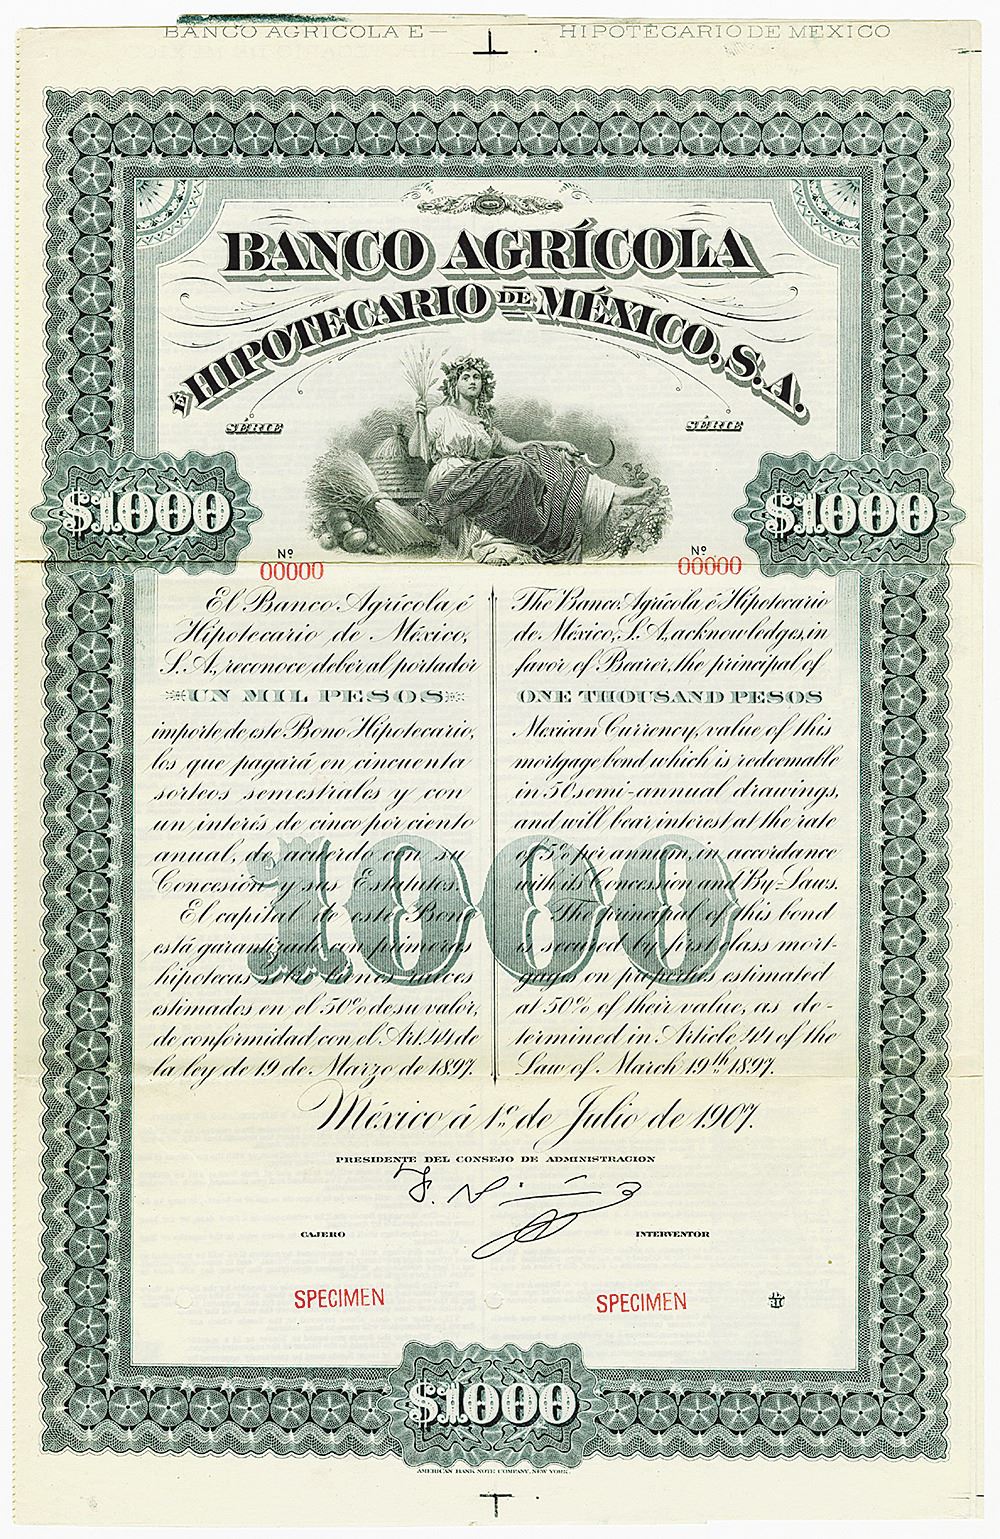 BANCO AGRICOLA E — HIPOTECARIO DE MEXICO
BANCO AGRÍCOLA
É HIPOTECARIO DE MÉXICO, S.A.
SÉRIE
SÉRIE
$1000
$1000
Nº
00000
Nº
00000
El Banco Agrícola é
Hipotecario de México,
S.A., reconoce deber al portador
UN MIL PESOS
importe de este Bono Hipotecario,
los que pagará en cincuenta
sorteos semestrales y con
un interés de cinco por ciento
anual, de acuerdo con su
Concesión y sus Estatutos.
El capital de este Bono
está garantizado con primeras
hipotecas sobre bienes raíces
estimados en el 50% de su valor,
de conformidad con el Art. 44 de
la ley de 19 de Marzo de 1897.
The Banco Agrícola é Hipotecario
de México, S.A., acknowledges, in
favor of Bearer, the principal of
ONE THOUSAND PESOS
Mexican Currency, value of this
mortgage bond which is redeemable
in 50 semi-annual drawings,
and will bear interest at the rate
of 5% per annum, in accordance
with its Concession and By-Laws.
The principal of this bond
is secured by first class mort-
gages on properties estimated
at 50% of their value, as de-
termined in Article 44 of the
Law of March 19th 1897.
1000
México á 1º de Julio de 1907.
PRESIDENTE DEL CONSEJO DE ADMINISTRACION
CAJERO
INTERVENTOR
SPECIMEN
SPECIMEN
$1000
AMERICAN BANK NOTE COMPANY, NEW YORK.